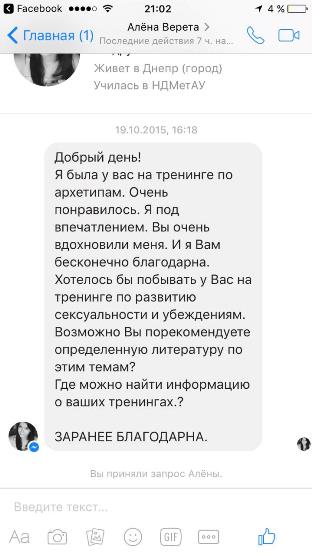 Facebook 21:02 4 %
Главная (1) Алёна Верета
Последние действия 7 ч. на...
Живет в Днепр (город)
Училась в НДМетАУ
19.10.2015, 16:18
Добрый день!
Я была у вас на тренинге по
архетипам. Очень
понравилось. Я под
впечатлением. Вы очень
вдохновили меня. И я Вам
бесконечно благодарна.
Хотелось бы побывать у Вас на
тренинге по развитию
сексуальности и убеждениям.
Возможно Вы порекомендуете
определенную литературу по
этим темам?
Где можно найти информацию
о ваших тренингах.?
ЗАРАНЕЕ БЛАГОДАРНА.
Вы приняли запрос Алёны.
Введите текст...
Aa GIF